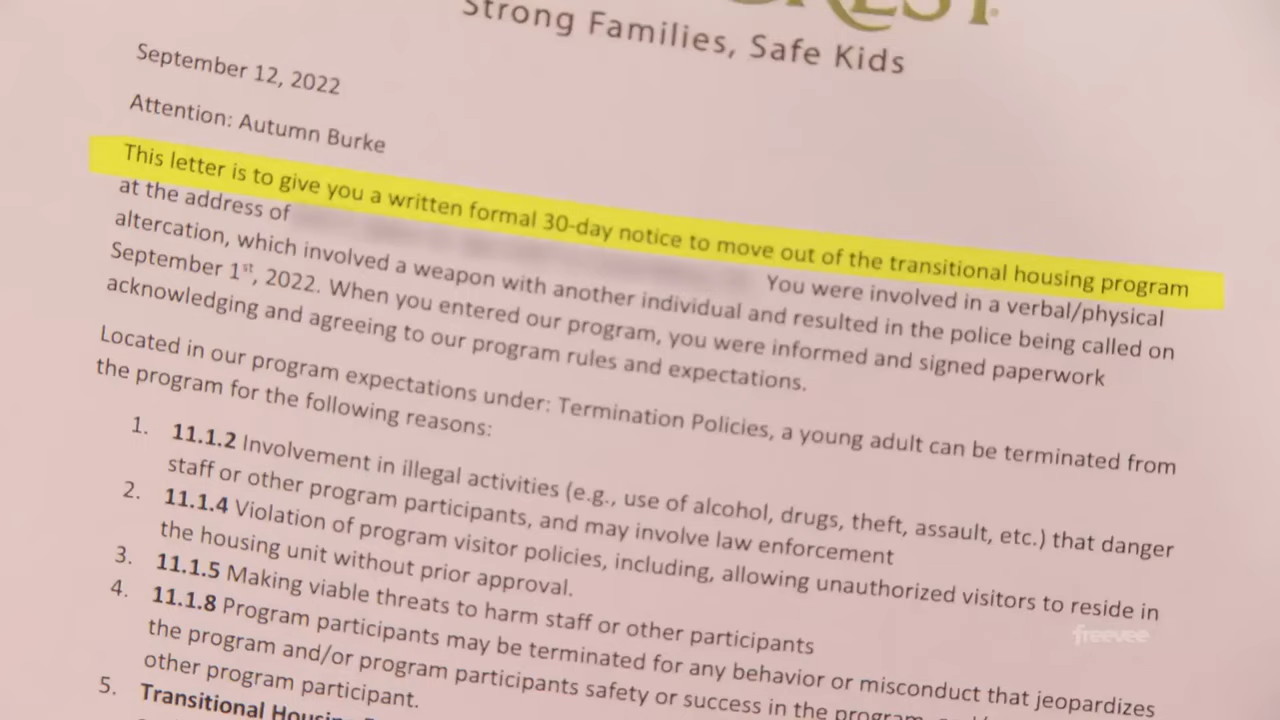 Strong Families, Safe Kids
September 12, 2022
Attention: Autumn Burke
This letter is to give you a written formal 30-day notice to move out of the transitional housing program
at the address of You were involved in a verbal/physical
altercation, which involved a weapon with another individual and resulted in the police being called on
September 1st, 2022. When you entered our program, you were informed and signed paperwork
acknowledging and agreeing to our program rules and expectations.
Located in our program expectations under: Termination Policies, a young adult can be terminated from
the program for the following reasons:
1. 11.1.2 Involvement in illegal activities (e.g., use of alcohol, drugs, theft, assault, etc.) that danger
staff or other program participants, and may involve law enforcement
2. 11.1.4 Violation of program visitor policies, including, allowing unauthorized visitors to reside in
the housing unit without prior approval.
3. 11.1.5 Making viable threats to harm staff or other participants
4. 11.1.8 Program participants may be terminated for any behavior or misconduct that jeopardizes
the program and/or program participants safety or success in the program
other program participant.
5. Transitional
freevee